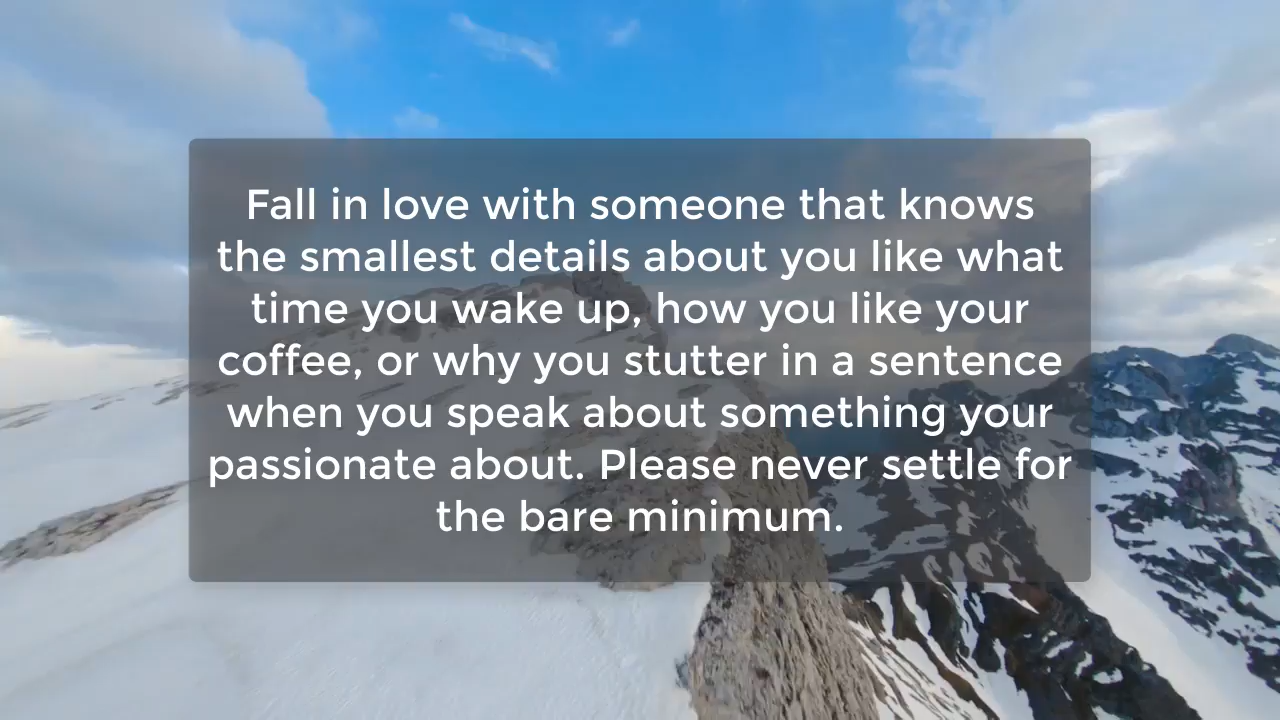 Fall in love with someone that knows
the smallest details about you like what
time you wake up, how you like your
coffee, or why you stutter in a sentence
when you speak about something your
passionate about. Please never settle for
the bare minimum.